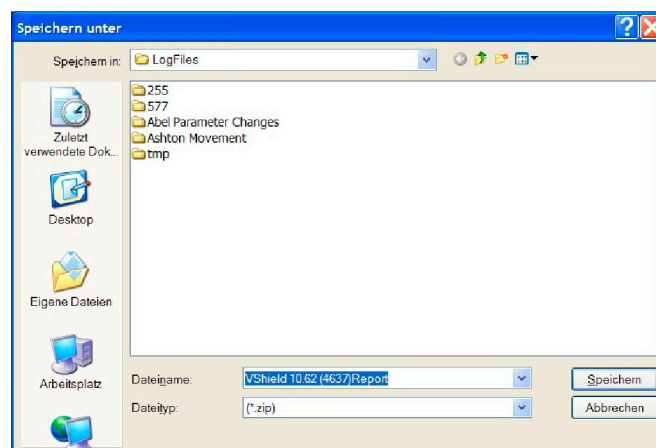 Speichern unter
Speichern in:
LogFiles
255
577
Abel Parameter Changes
Ashton Movement
tmp
Zuletzt
verwendete Dok...
Desktop
Eigene Dateien
Arbeitsplatz
Dateiname:
VShield 10.62 (4637)Report
Speichern
Dateityp:
(*.zip)
Abbrechen